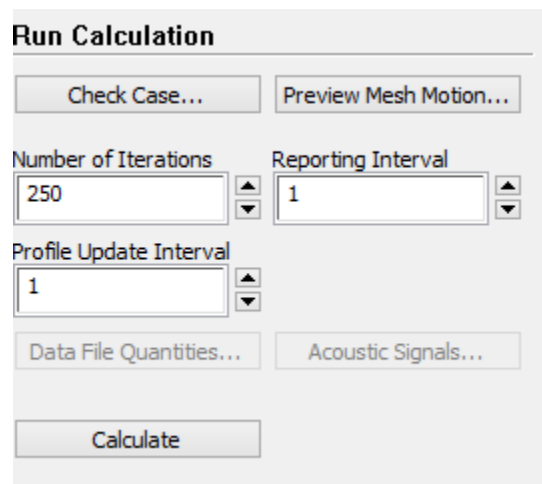 Run Calculation
Check Case... Preview Mesh Motion...
Number of Iterations Reporting Interval
250 1
Profile Update Interval
1
Data File Quantities... Acoustic Signals...
Calculate